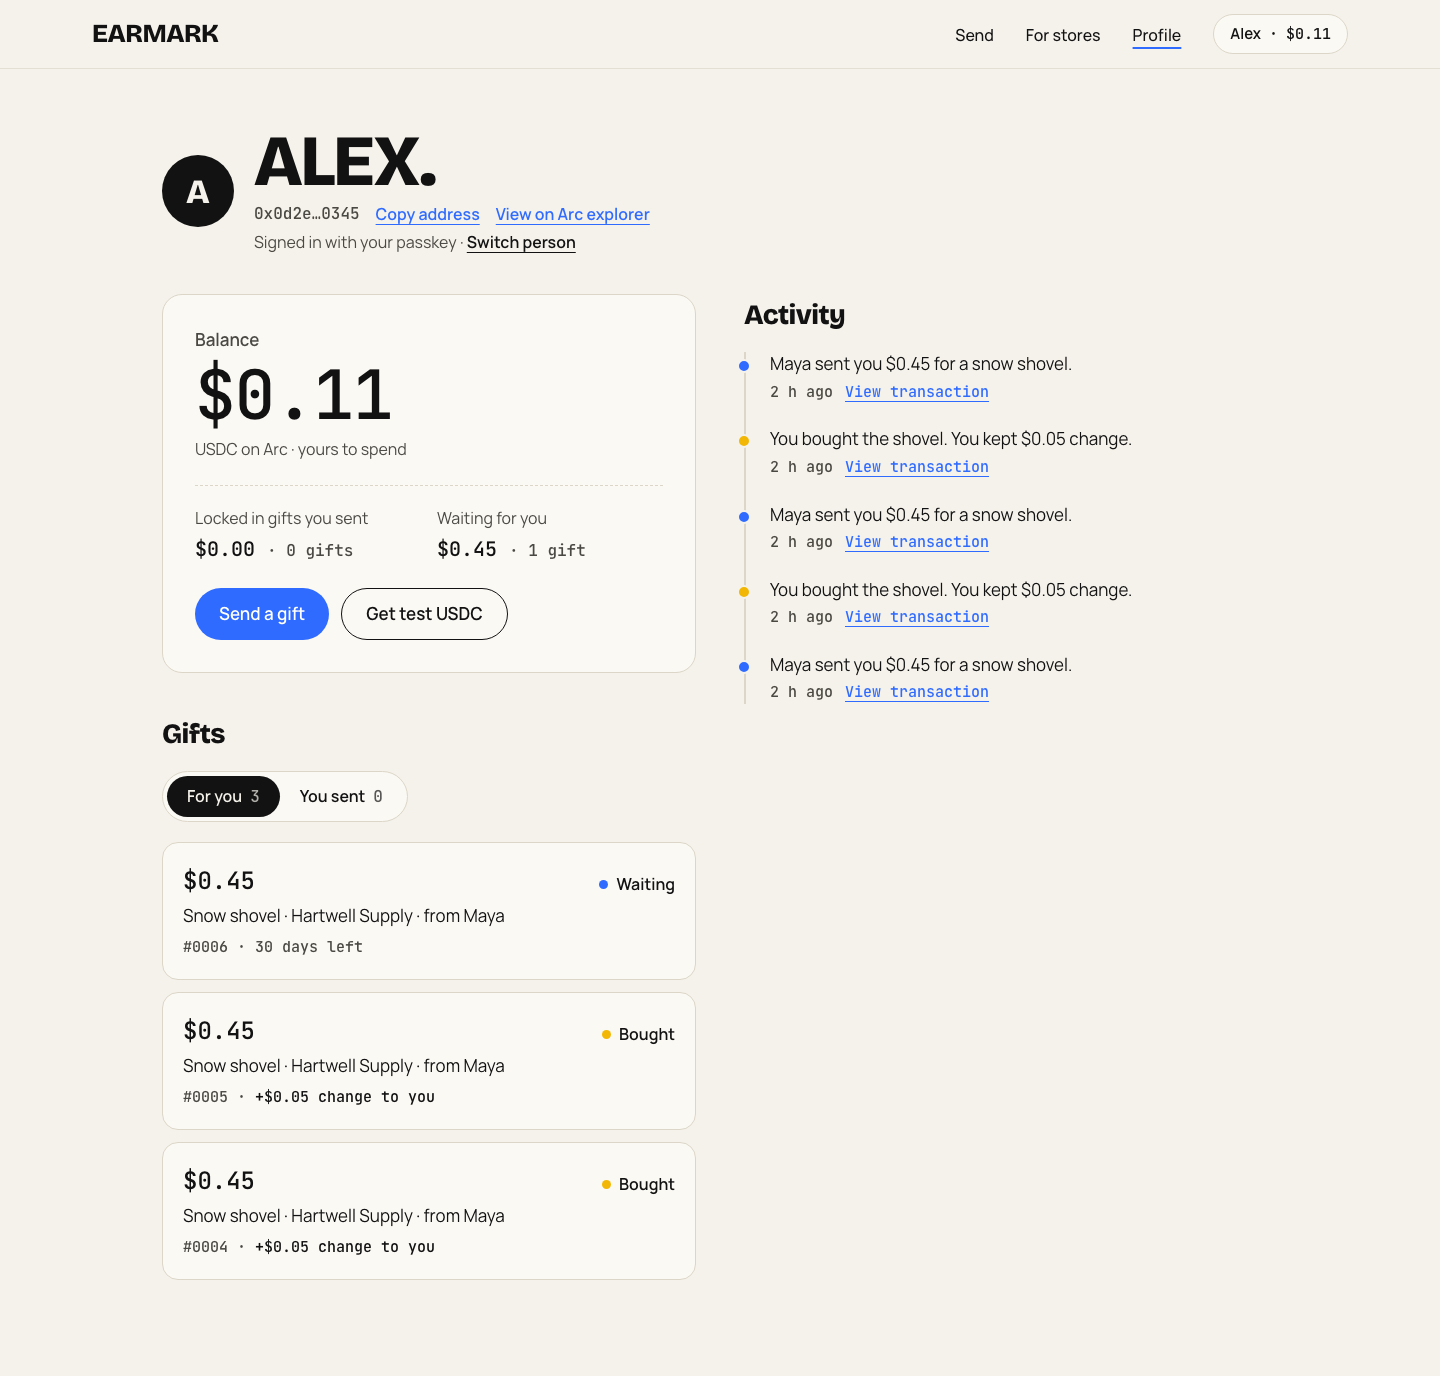 EARMARK
Send
For stores
Profile
Alex · $0.11
A
ALEX.
0x0d2e…0345 Copy address View on Arc explorer
Signed in with your passkey · Switch person
Balance
$0.11
USDC on Arc · yours to spend
Locked in gifts you sent
$0.00 · 0 gifts
Waiting for you
$0.45 · 1 gift
Send a gift
Get test USDC
Gifts
For you 3
You sent 0
$0.45
Waiting
Snow shovel · Hartwell Supply · from Maya
#0006 · 30 days left
$0.45
Bought
Snow shovel · Hartwell Supply · from Maya
#0005 · +$0.05 change to you
$0.45
Bought
Snow shovel · Hartwell Supply · from Maya
#0004 · +$0.05 change to you
Activity
Maya sent you $0.45 for a snow shovel.
2 h ago View transaction
You bought the shovel. You kept $0.05 change.
2 h ago View transaction
Maya sent you $0.45 for a snow shovel.
2 h ago View transaction
You bought the shovel. You kept $0.05 change.
2 h ago View transaction
Maya sent you $0.45 for a snow shovel.
2 h ago View transaction